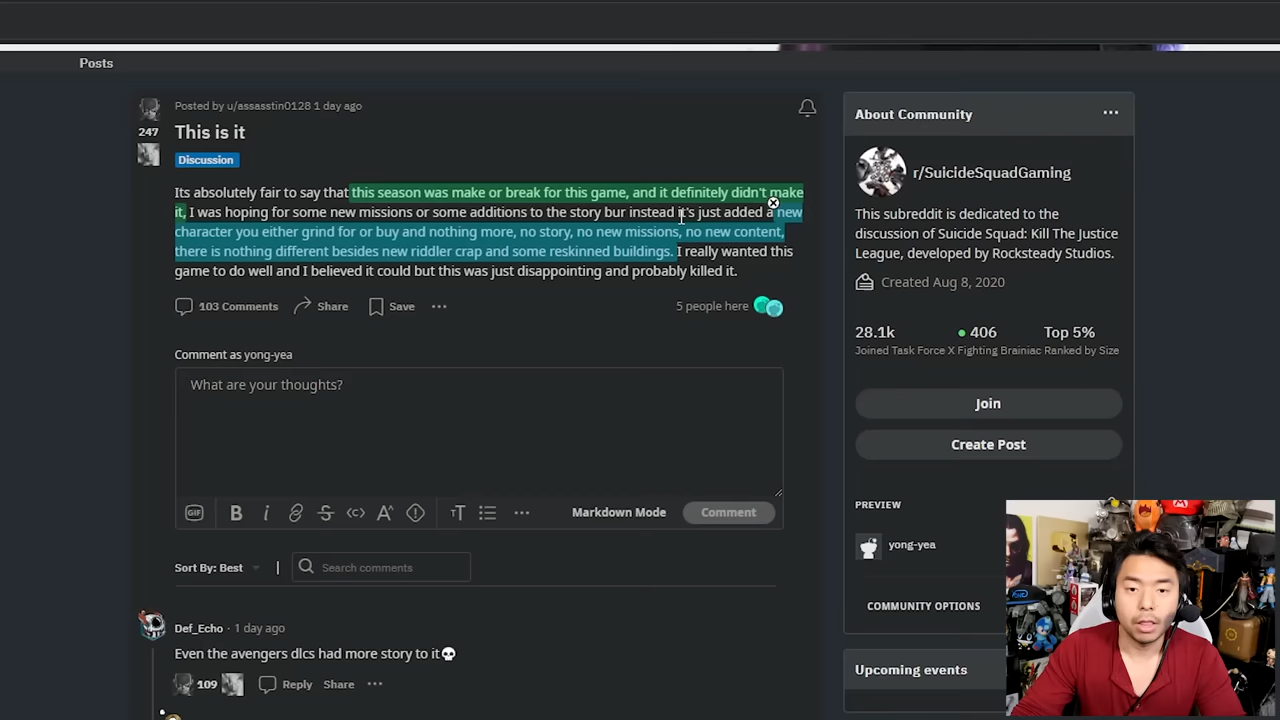 Posts
Posted by u/assasstin0128 1 day ago
247
This is it
Discussion
Its absolutely fair to say that this season was make or break for this game, and it definitely didn't make
it, I was hoping for some new missions or some additions to the story bur instead it's just added a new
character you either grind for or buy and nothing more, no story, no new missions, no new content,
there is nothing different besides new riddler crap and some reskinned buildings. I really wanted this
game to do well and I believed it could but this was just disappointing and probably killed it.
103 Comments Share Save
5 people here
Comment as yong-yea
What are your thoughts?
GIF B i Markdown Mode Comment
Sort By: Best | Search comments
Def_Echo · 1 day ago
Even the avengers dlcs had more story to it💀
109 Reply Share
About Community
r/SuicideSquadGaming
This subreddit is dedicated to the
discussion of Suicide Squad: Kill The Justice
League, developed by Rocksteady Studios.
Created Aug 8, 2020
28.1k 406 Top 5%
Joined Task Force X Fighting Brainiac Ranked by Size
Join
Create Post
PREVIEW
yong-yea
COMMUNITY OPTIONS
Upcoming events